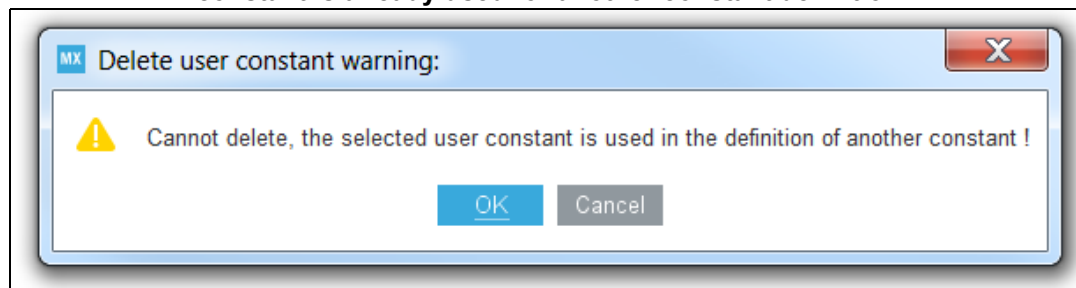 MX Delete user constant warning:
Cannot delete, the selected user constant is used in the definition of another constant !
OK Cancel